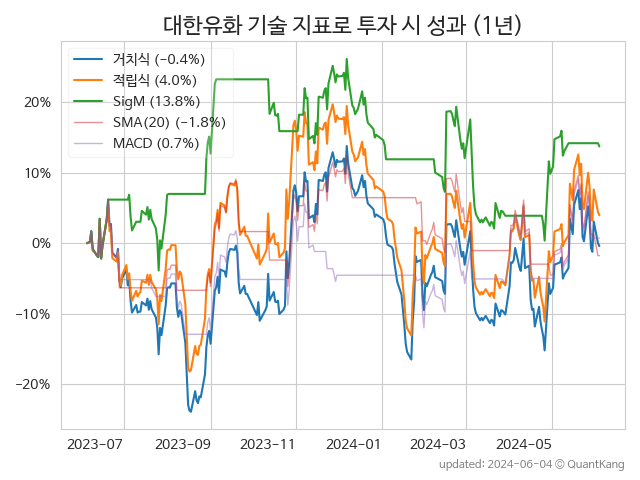 대한유화 기술 지표로 투자 시 성과 (1년)
거치식 (−0.4%)
적립식 (4.0%)
SigM (13.8%)
SMA(20) (−1.8%)
MACD (0.7%)
20%
10%
0%
−10%
−20%
2023-07 2023-09 2023-11 2024-01 2024-03 2024-05
updated: 2024-06-04 ⓒ QuantKang